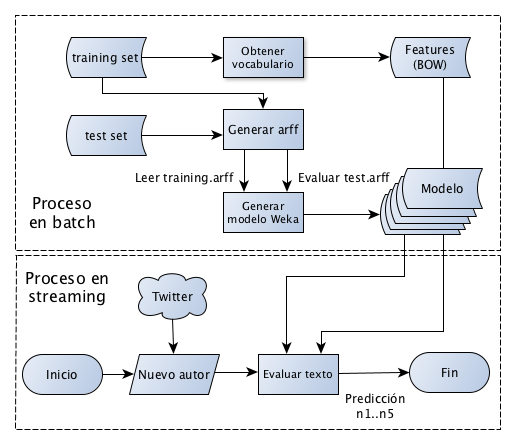 training set
Obtener
vocabulario
Features
(BOW)
test set
Generar arff
Leer training.arff
Evaluar test.arff
Proceso
en batch
Generar
modelo Weka
Modelo
Proceso en
streaming
Twitter
Inicio
Nuevo autor
Evaluar texto
Fin
Predicción
n1..n5